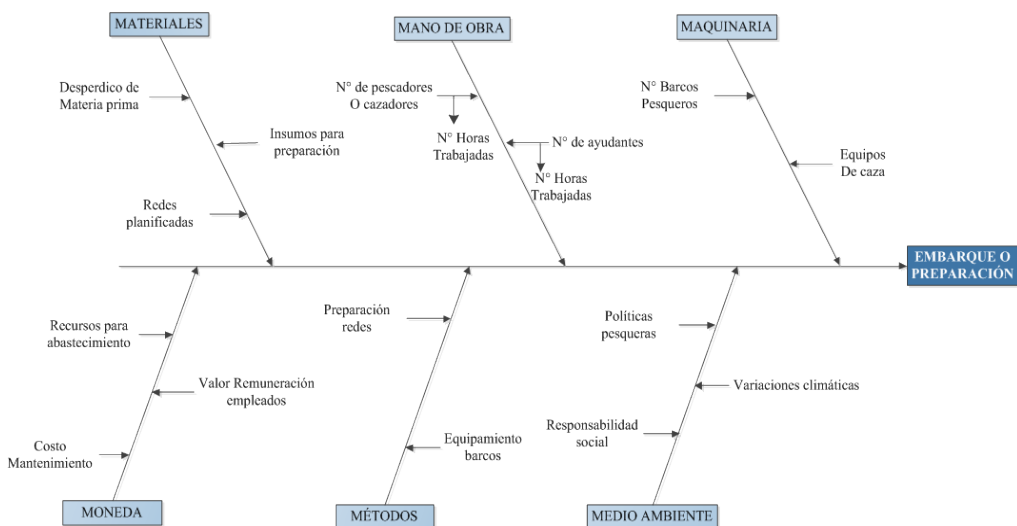 MATERIALES
MANO DE OBRA
MAQUINARIA
Desperdico de
Materia prima
Insumos para
preparación
Redes
planificadas
N° de pescadores
O cazadores
N° Horas
Trabajadas
N° de ayudantes
N° Horas
Trabajadas
N° Barcos
Pesqueros
Equipos
De caza
EMBARQUE O
PREPARACIÓN
Recursos para
abastecimiento
Valor Remuneración
empleados
Costo
Mantenimiento
Preparación
redes
Equipamiento
barcos
Políticas
pesqueras
Variaciones climáticas
Responsabilidad
social
MONEDA
MÉTODOS
MEDIO AMBIENTE